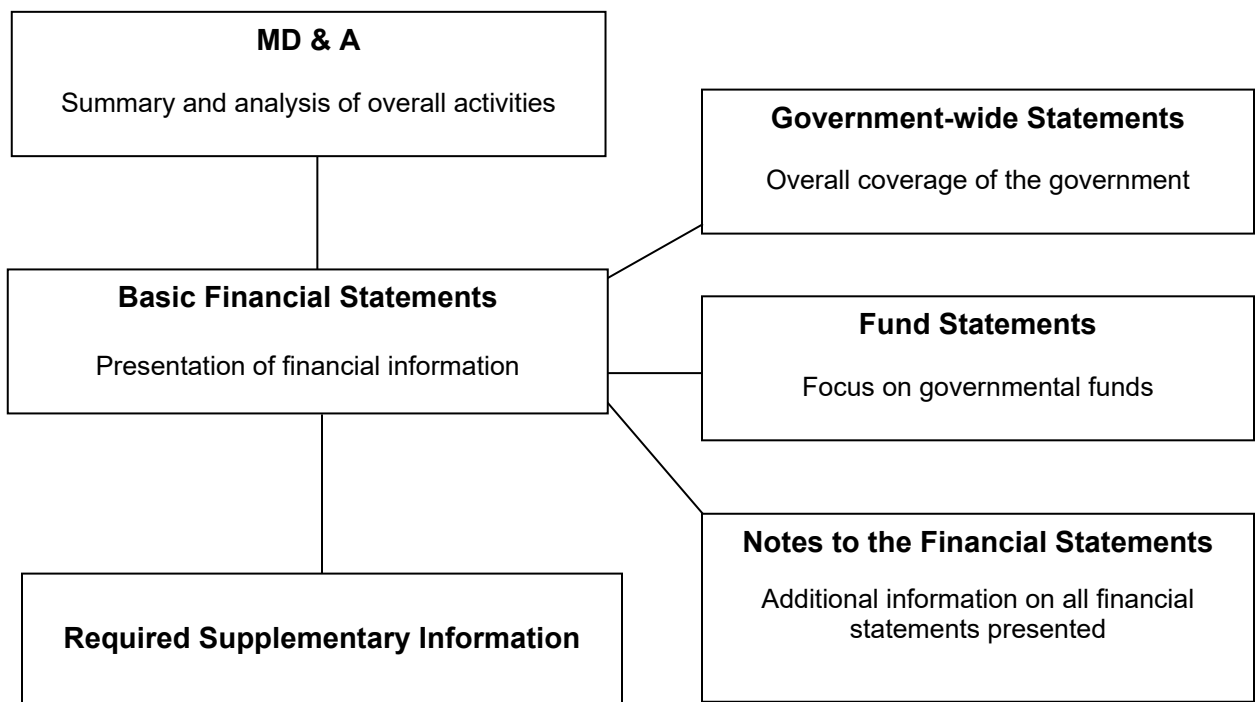 MD & A
Summary and analysis of overall activities
Government-wide Statements
Overall coverage of the government
Basic Financial Statements
Presentation of financial information
Fund Statements
Focus on governmental funds
Notes to the Financial Statements
Additional information on all financial
statements presented
Required Supplementary Information